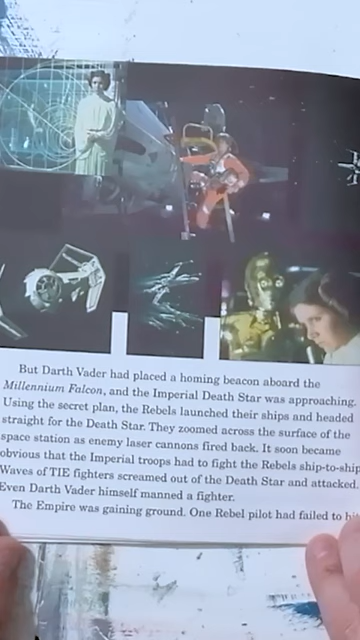 But Darth Vader had placed a homing beacon aboard the
Millennium Falcon, and the Imperial Death Star was approaching.
Using the secret plan, the Rebels launched their ships and headed
straight for the Death Star. They zoomed across the surface of the
space station as enemy laser cannons fired back. It soon became
obvious that the Imperial troops had to fight the Rebels ship-to-ship
Waves of TIE fighters screamed out of the Death Star and attacked.
Even Darth Vader himself manned a fighter.
The Empire was gaining ground. One Rebel pilot had failed to